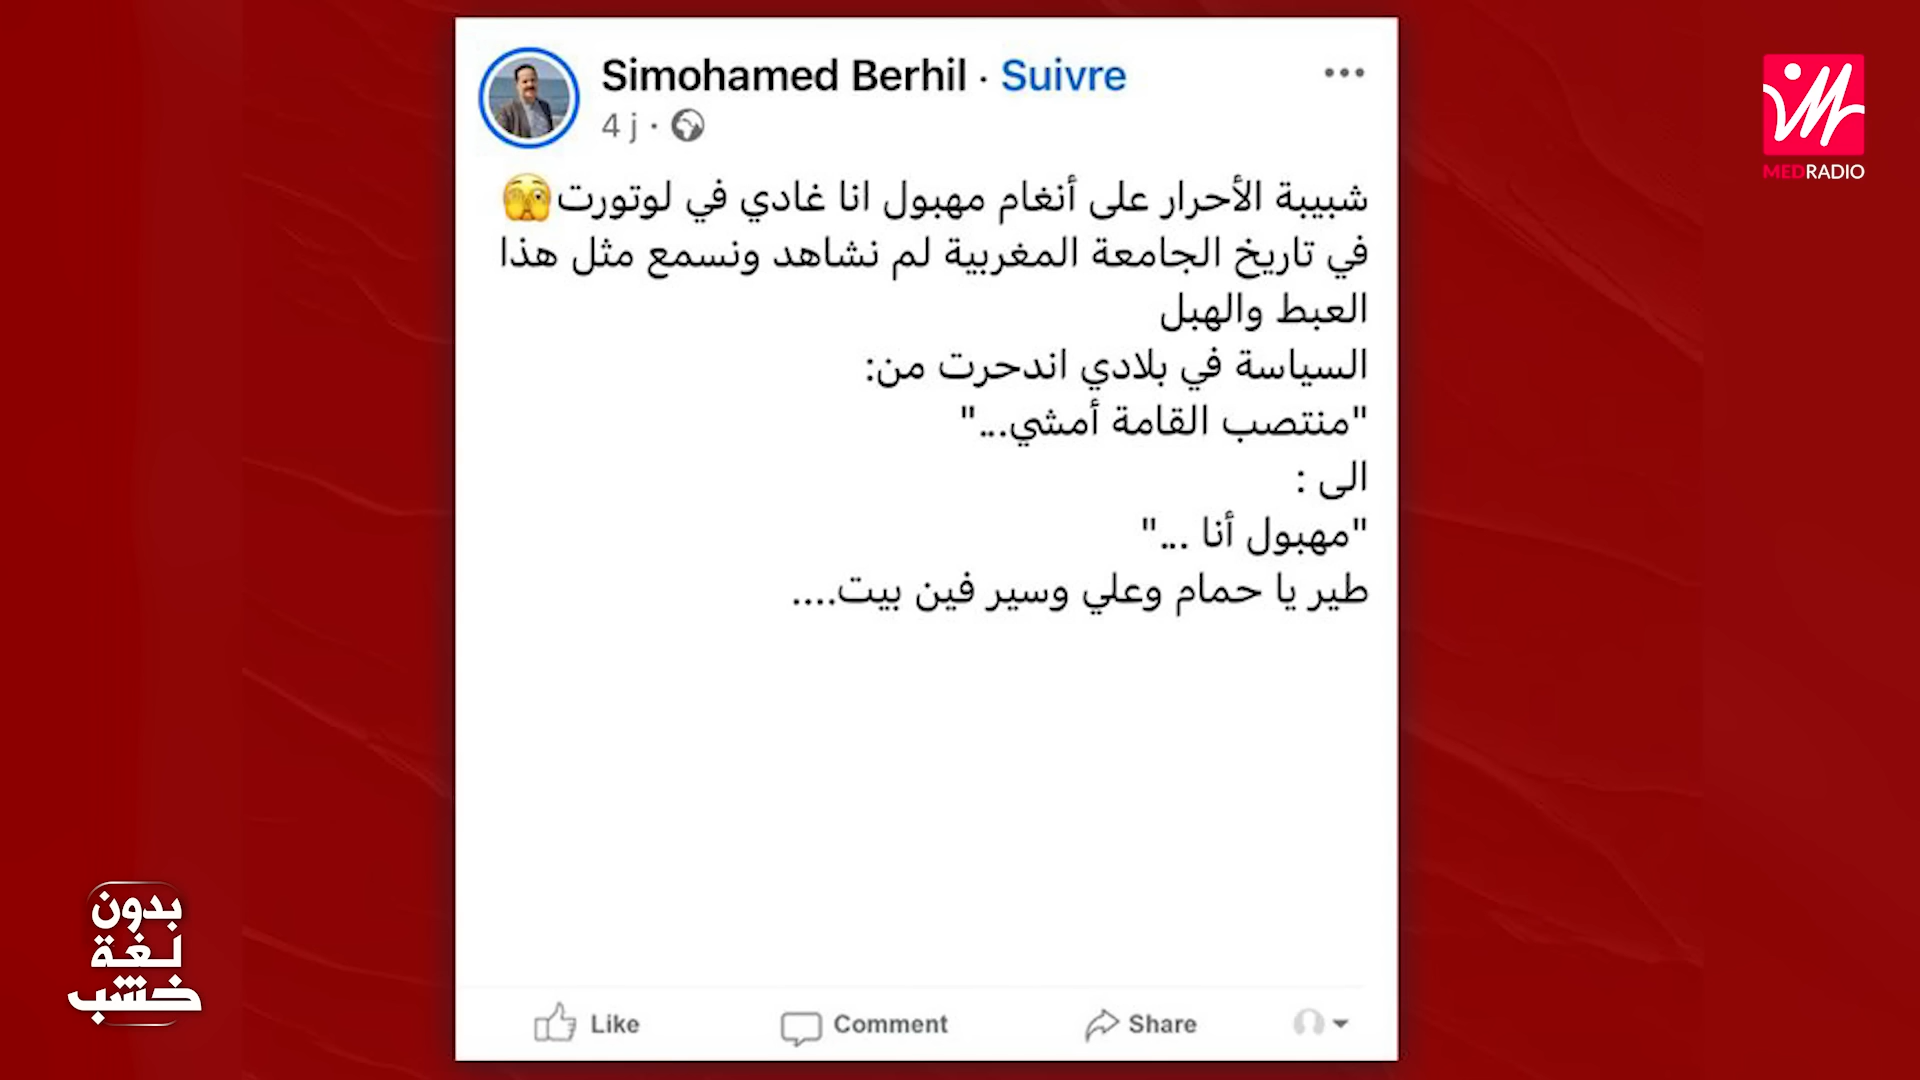 Simohamed Berhil · Suivre
4 j ·
MEDRADIO
شبيبة الأحرار على أنغام مهبول انا غادي في لوتورت🫣
في تاريخ الجامعة المغربية لم نشاهد ونسمع مثل هذا
العبط والهبل
السياسة في بلادي اندحرت من:
"منتصب القامة أمشي..."
الى :
"مهبول أنا ..."
طير يا حمام وعلي وسير فين بيت....
بدون
لغة
خشب
Like
Comment
Share